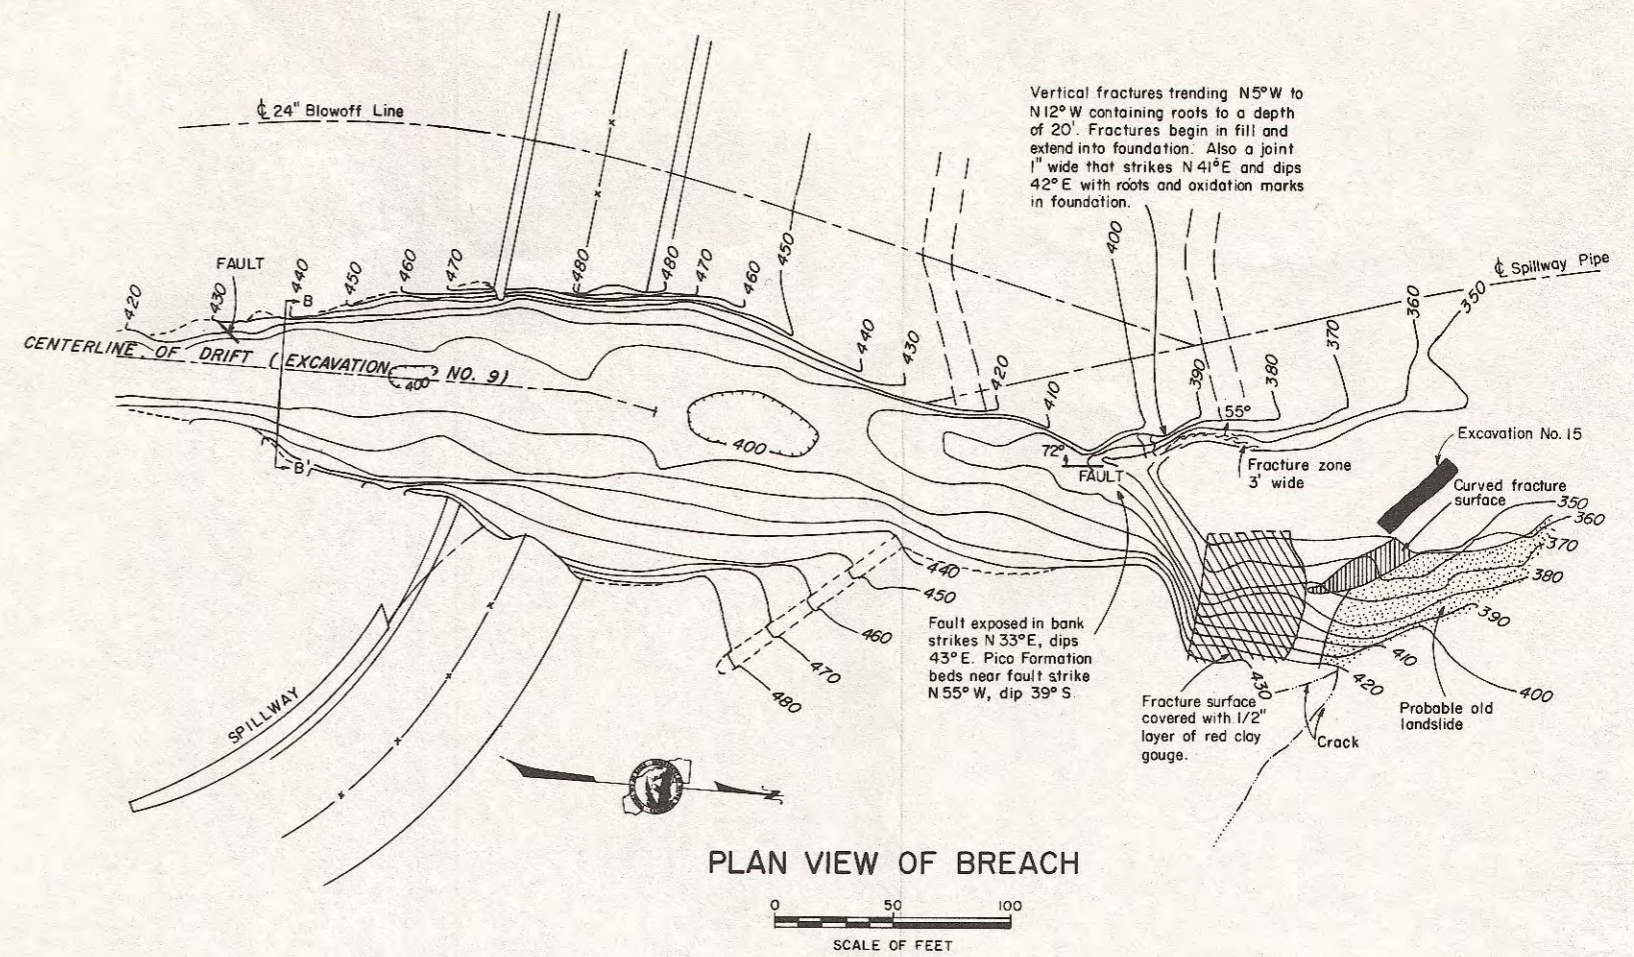 ℄ 24" Blowoff Line
Vertical fractures trending N5°W to
N12°W containing roots to a depth
of 20'. Fractures begin in fill and
extend into foundation. Also a joint
1" wide that strikes N41°E and dips
42°E with roots and oxidation marks
in foundation.
℄ Spillway Pipe
FAULT
420
430
440
450
460
470
480
480
470
460
450
440
430
420
410
400
390
380
370
360
350
B
B'
CENTERLINE OF DRIFT (EXCAVATION NO. 9)
400
400
72°
FAULT
55°
Fracture zone
3' wide
Excavation No. 15
Curved fracture
surface
350
360
370
380
390
400
410
420
430
440
450
460
470
480
Fault exposed in bank
strikes N33°E, dips
43°E. Pico Formation
beds near fault strike
N55°W, dip 39°S.
Fracture surface
covered with 1/2"
layer of red clay
gouge.
Crack
Probable old
landslide
SPILLWAY
N
PLAN VIEW OF BREACH
0 50 100
SCALE OF FEET